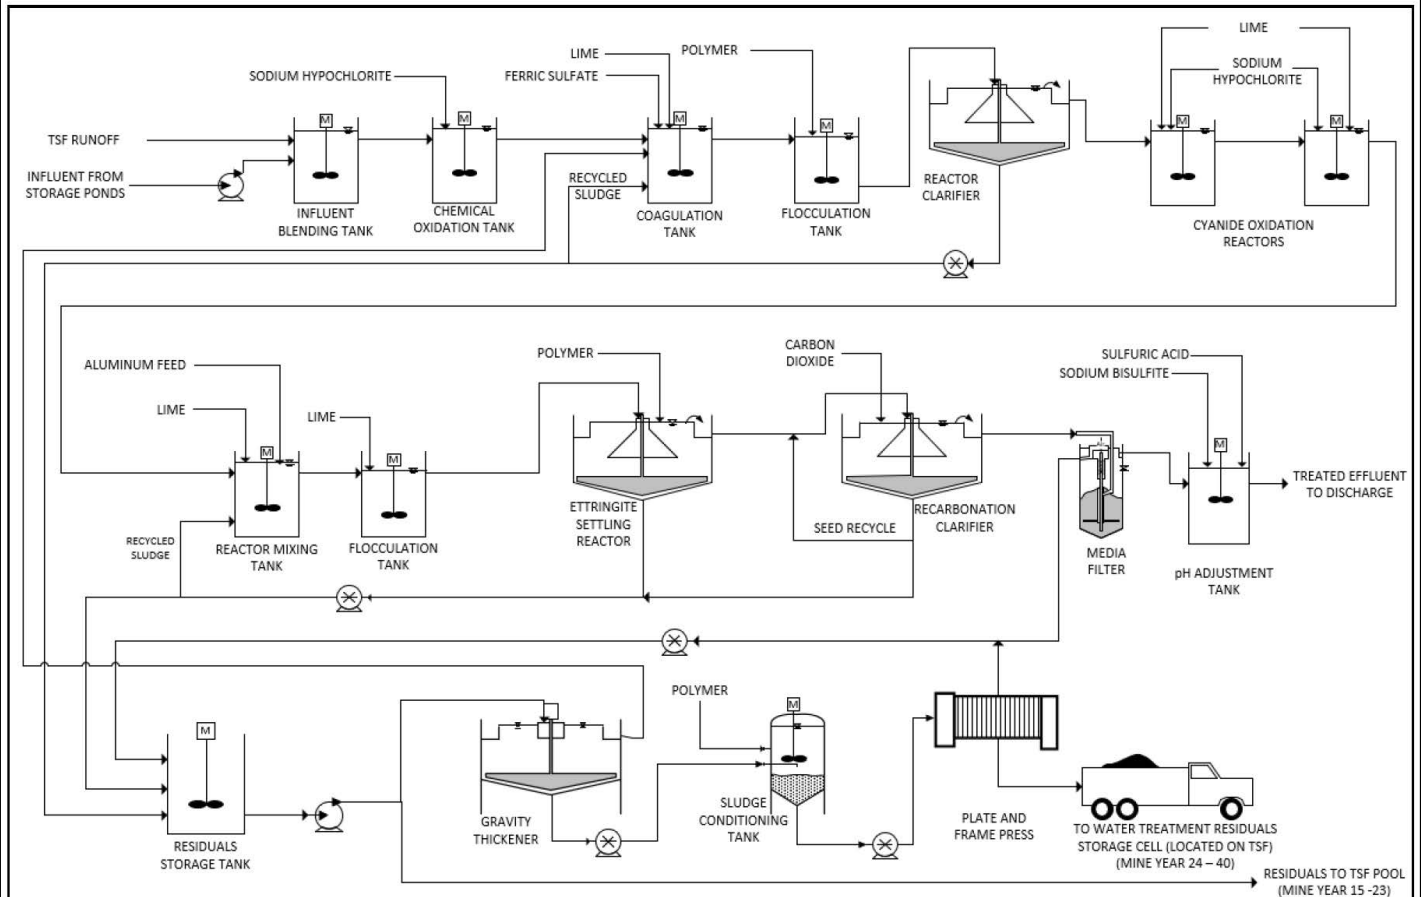 LIME
LIME
POLYMER
SODIUM HYPOCHLORITE
FERRIC SULFATE
SODIUM
HYPOCHLORITE
M
M
M
M
M
M
TSF RUNOFF
INFLUENT FROM
STORAGE PONDS
RECYCLED
SLUDGE
REACTOR
CLARIFIER
INFLUENT
BLENDING TANK
CHEMICAL
OXIDATION TANK
COAGULATION
TANK
FLOCCULATION
TANK
CYANIDE OXIDATION
REACTORS
ALUMINUM FEED
POLYMER
CARBON
DIOXIDE
SULFURIC ACID
SODIUM BISULFITE
LIME
LIME
M
M
M
TREATED EFFLUENT
TO DISCHARGE
RECYCLED
SLUDGE
REACTOR MIXING
TANK
FLOCCULATION
TANK
ETTRINGITE
SETTLING
REACTOR
SEED RECYCLE
RECARBONATION
CLARIFIER
MEDIA
FILTER
pH ADJUSTMENT
TANK
POLYMER
M
M
RESIDUALS
STORAGE TANK
GRAVITY
THICKENER
SLUDGE
CONDITIONING
TANK
PLATE AND
FRAME PRESS
TO WATER TREATMENT RESIDUALS
STORAGE CELL (LOCATED ON TSF)
(MINE YEAR 24 – 40)
RESIDUALS TO TSF POOL
(MINE YEAR 15 -23)